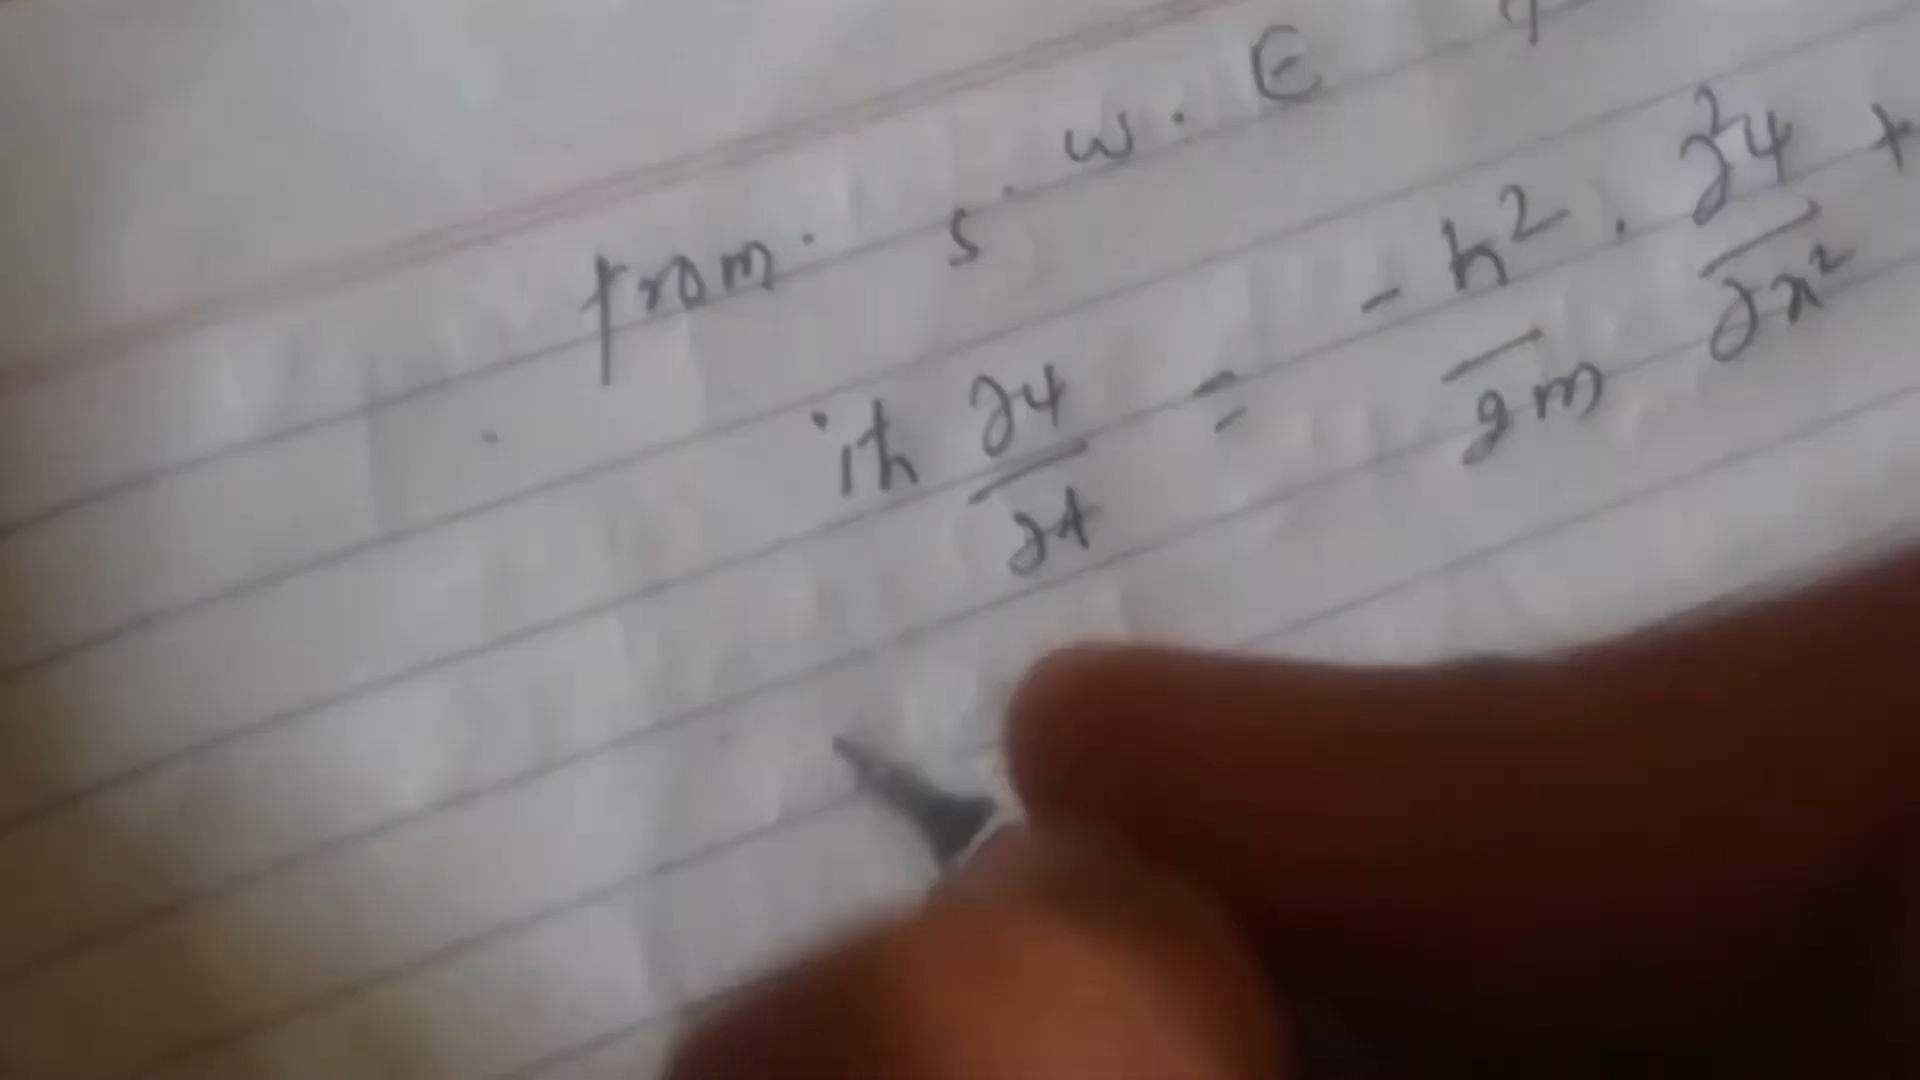 from. S. W. E
iħ ∂ψ/∂t = -ħ²/2m . ∂²ψ/∂x² +